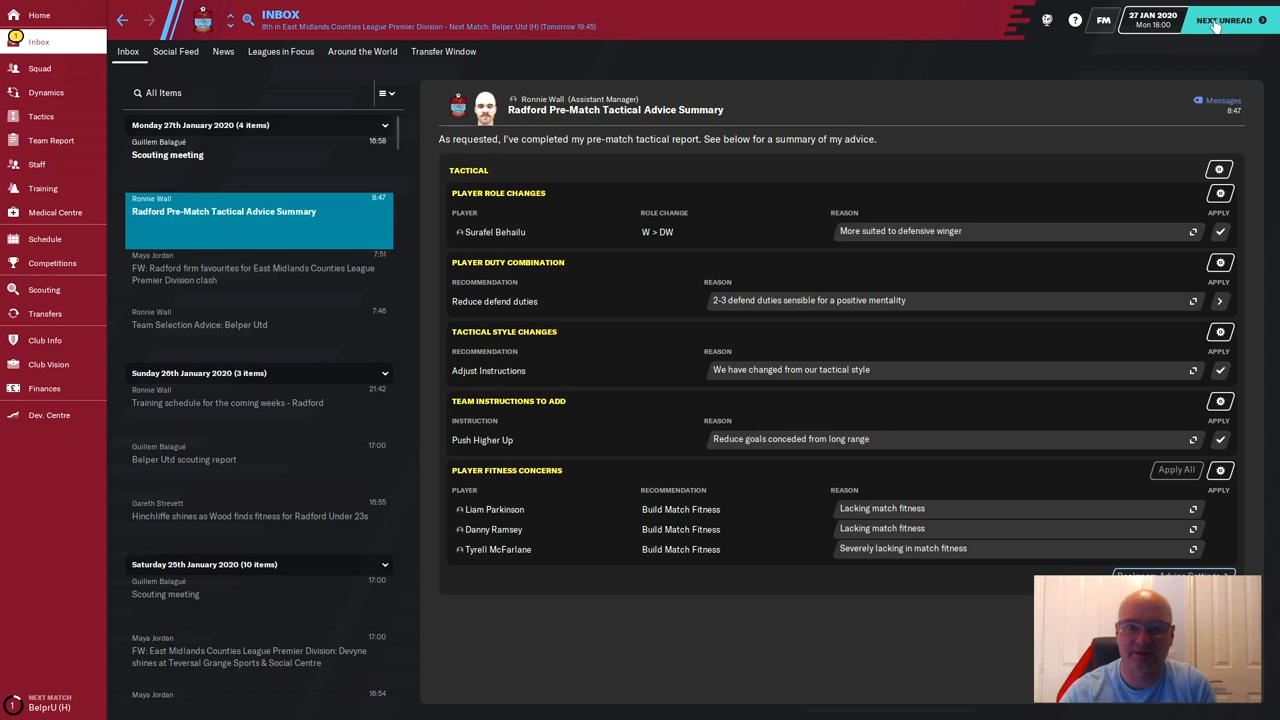 Home
1
Inbox
Squad
Dynamics
Tactics
Team Report
Staff
Training
Medical Centre
Schedule
Competitions
Scouting
Transfers
Club Info
Club Vision
Finances
Dev. Centre
1
NEXT MATCH
BelprU (H)
INBOX
8th in East Midlands Counties League Premier Division - Next Match: Belper Utd (H) (Tomorrow 19:45)
?
FM
27 JAN 2020
Mon 18:00
NEXT UNREAD
Inbox
Social Feed
News
Leagues in Focus
Around the World
Transfer Window
All Items
Monday 27th January 2020 (4 items)
Guillem Balagué 16:58
Scouting meeting
Ronnie Wall 8:47
Radford Pre-Match Tactical Advice Summary
Maya Jordan 7:51
FW: Radford firm favourites for East Midlands Counties League
Premier Division clash
Ronnie Wall 7:46
Team Selection Advice: Belper Utd
Sunday 26th January 2020 (3 items)
Ronnie Wall 21:42
Training schedule for the coming weeks - Radford
Guillem Balagué 17:00
Belper Utd scouting report
Gareth Strevett 16:55
Hinchliffe shines as Wood finds fitness for Radford Under 23s
Saturday 25th January 2020 (10 items)
Guillem Balagué 17:00
Scouting meeting
Maya Jordan 17:00
FW: East Midlands Counties League Premier Division: Devyne
shines at Teversal Grange Sports & Social Centre
Maya Jordan 16:54
Ronnie Wall (Assistant Manager)
Radford Pre-Match Tactical Advice Summary
Messages
8:47
As requested, I've completed my pre-match tactical report. See below for a summary of my advice.
TACTICAL
PLAYER ROLE CHANGES
PLAYER ROLE CHANGE REASON APPLY
Surafel Behailu W > DW More suited to defensive winger
PLAYER DUTY COMBINATION
RECOMMENDATION REASON APPLY
Reduce defend duties 2-3 defend duties sensible for a positive mentality
TACTICAL STYLE CHANGES
RECOMMENDATION REASON APPLY
Adjust Instructions We have changed from our tactical style
TEAM INSTRUCTIONS TO ADD
INSTRUCTION REASON APPLY
Push Higher Up Reduce goals conceded from long range
PLAYER FITNESS CONCERNS Apply All
PLAYER RECOMMENDATION REASON APPLY
Liam Parkinson Build Match Fitness Lacking match fitness
Danny Ramsey Build Match Fitness Lacking match fitness
Tyrell McFarlane Build Match Fitness Severely lacking in match fitness